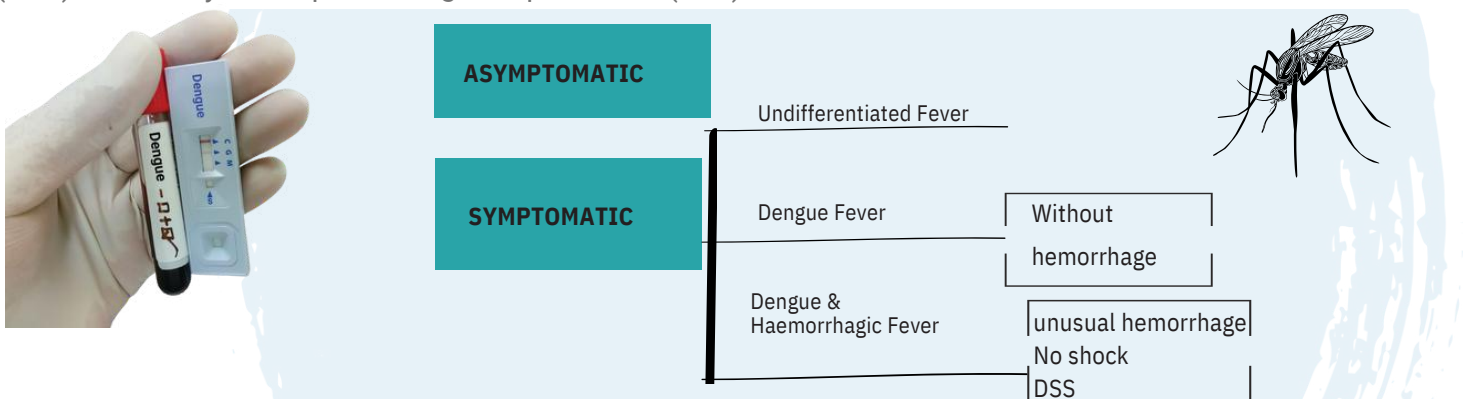 Dengue
C G M
Dengue
ASYMPTOMATIC
SYMPTOMATIC
Undifferentiated Fever
Dengue Fever
Without
hemorrhage
Dengue &
Haemorrhagic Fever
unusual hemorrhage
No shock
DSS